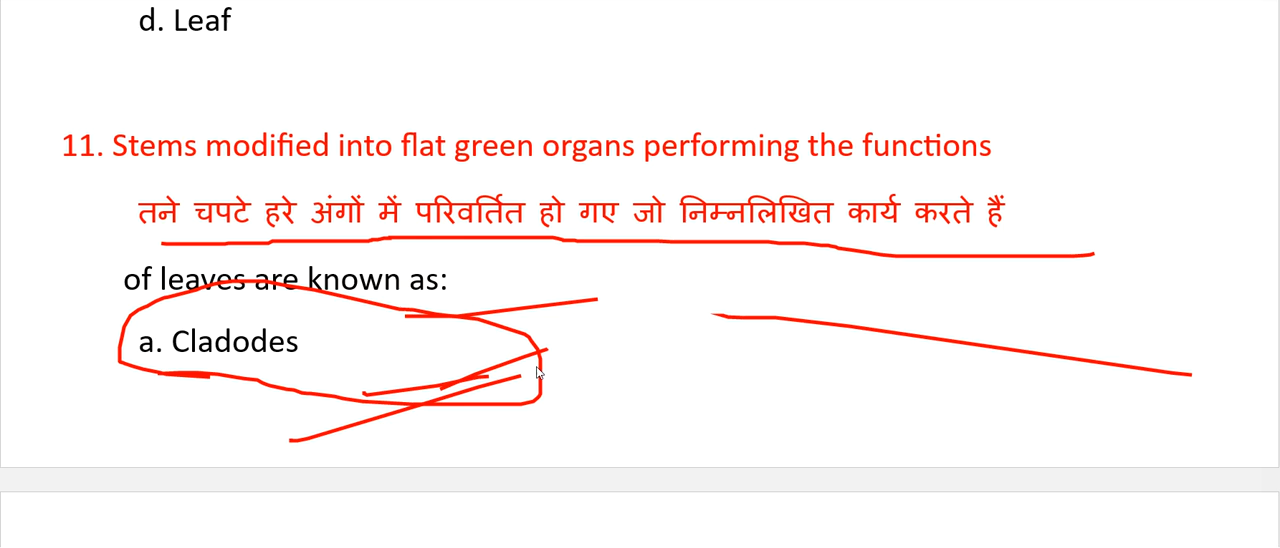 d. Leaf
11. Stems modified into flat green organs performing the functions
तने चपटे हरे अंगों में परिवर्तित हो गए जो निम्नलिखित कार्य करते हैं
of leaves are known as:
a. Cladodes